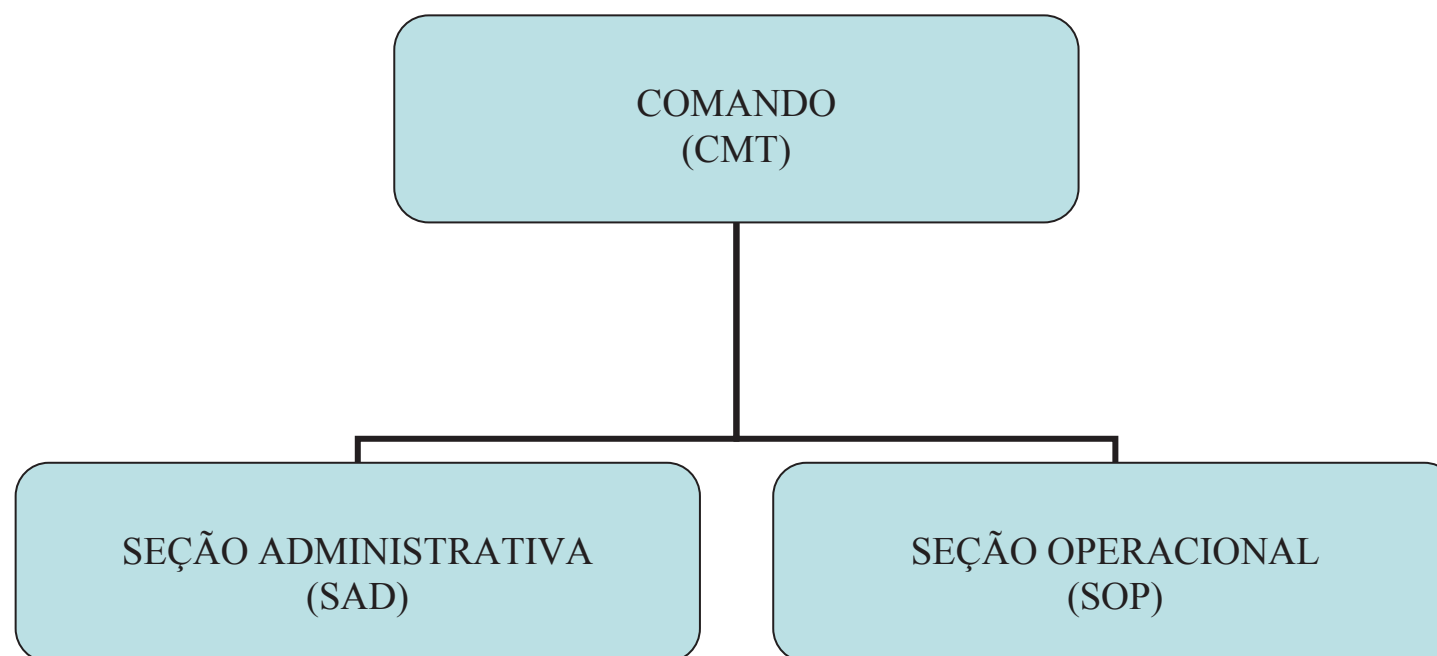 COMANDO
(CMT)
SEÇÃO ADMINISTRATIVA
(SAD)
SEÇÃO OPERACIONAL
(SOP)